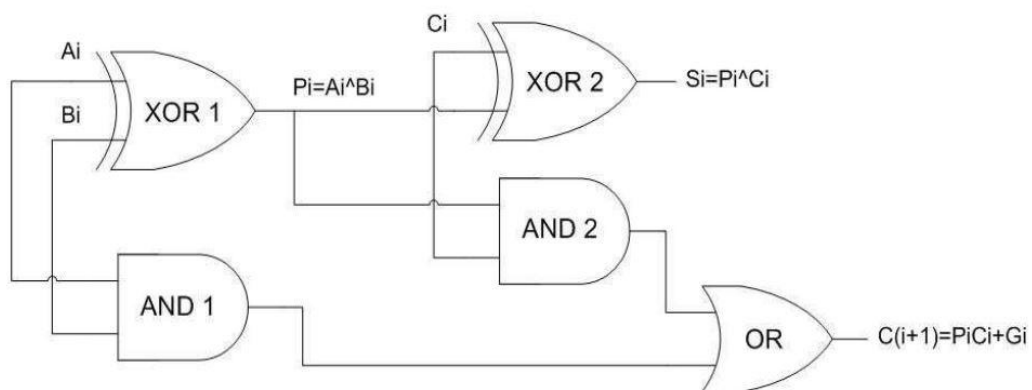 Ci
Ai
XOR 1
Pi=Ai^Bi
XOR 2
Si=Pi^Ci
Bi
AND 2
AND 1
OR
C(i+1)=PiCi+Gi